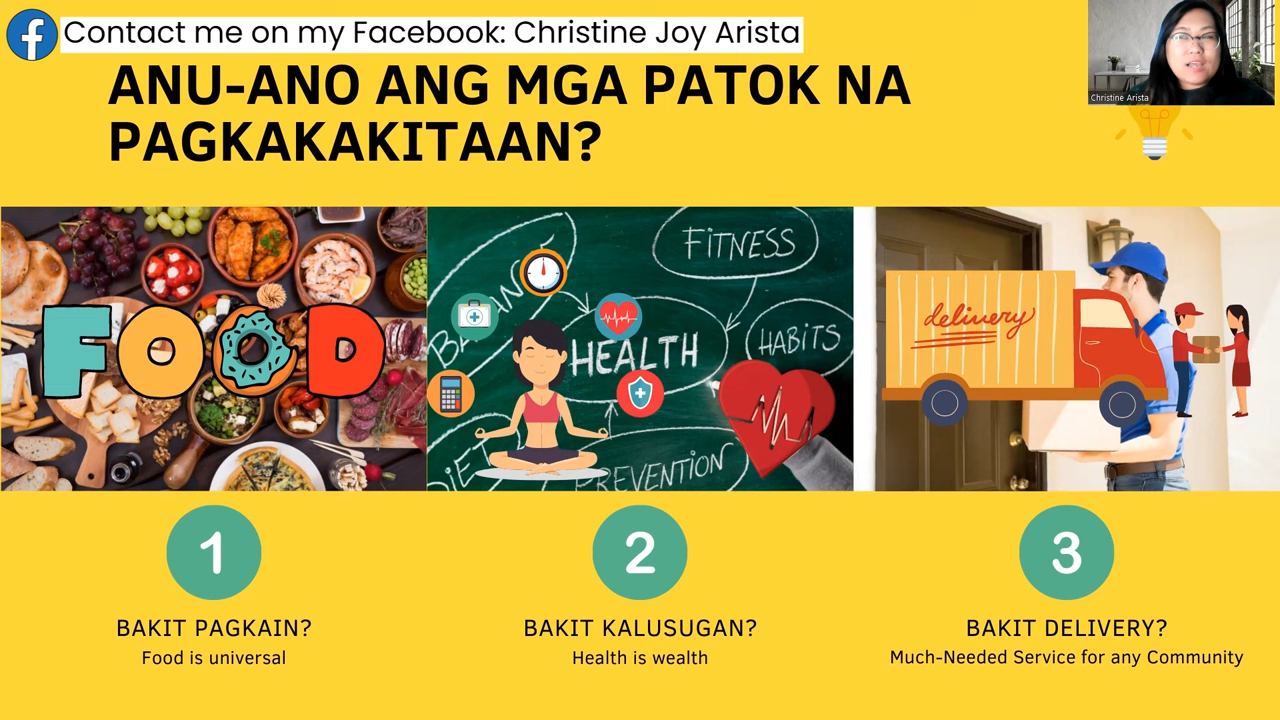 Contact me on my Facebook: Christine Joy Arista
Christine Arista
ANU-ANO ANG MGA PATOK NA
PAGKAKAKITAAN?
FOOD
FITNESS
HEALTH
HABITS
PREVENTION
DIET
delivery
1
2
3
BAKIT PAGKAIN?
Food is universal
BAKIT KALUSUGAN?
Health is wealth
BAKIT DELIVERY?
Much-Needed Service for any Community